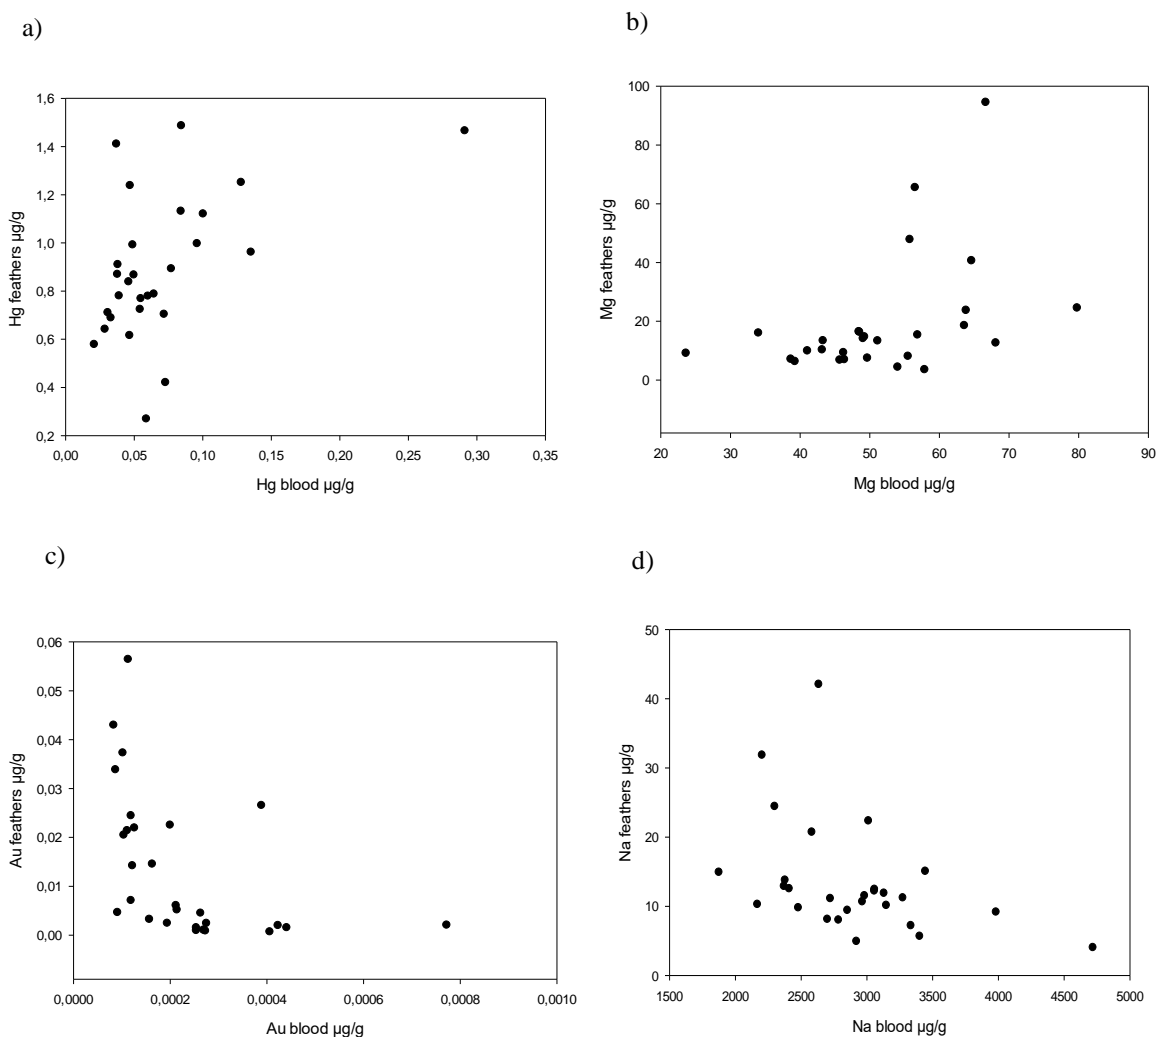 a)
1,6
1,4
1,2
1,0
0,8
0,6
0,4
0,2
Hg feathers µg/g
0,00 0,05 0,10 0,15 0,20 0,25 0,30 0,35
Hg blood µg/g
b)
100
80
60
40
20
0
Mg feathers µg/g
20 30 40 50 60 70 80 90
Mg blood µg/g
c)
0,06
0,05
0,04
0,03
0,02
0,01
0,00
Au feathers µg/g
0,0000 0,0002 0,0004 0,0006 0,0008 0,0010
Au blood µg/g
d)
50
40
30
20
10
0
Na feathers µg/g
1500 2000 2500 3000 3500 4000 4500 5000
Na blood µg/g